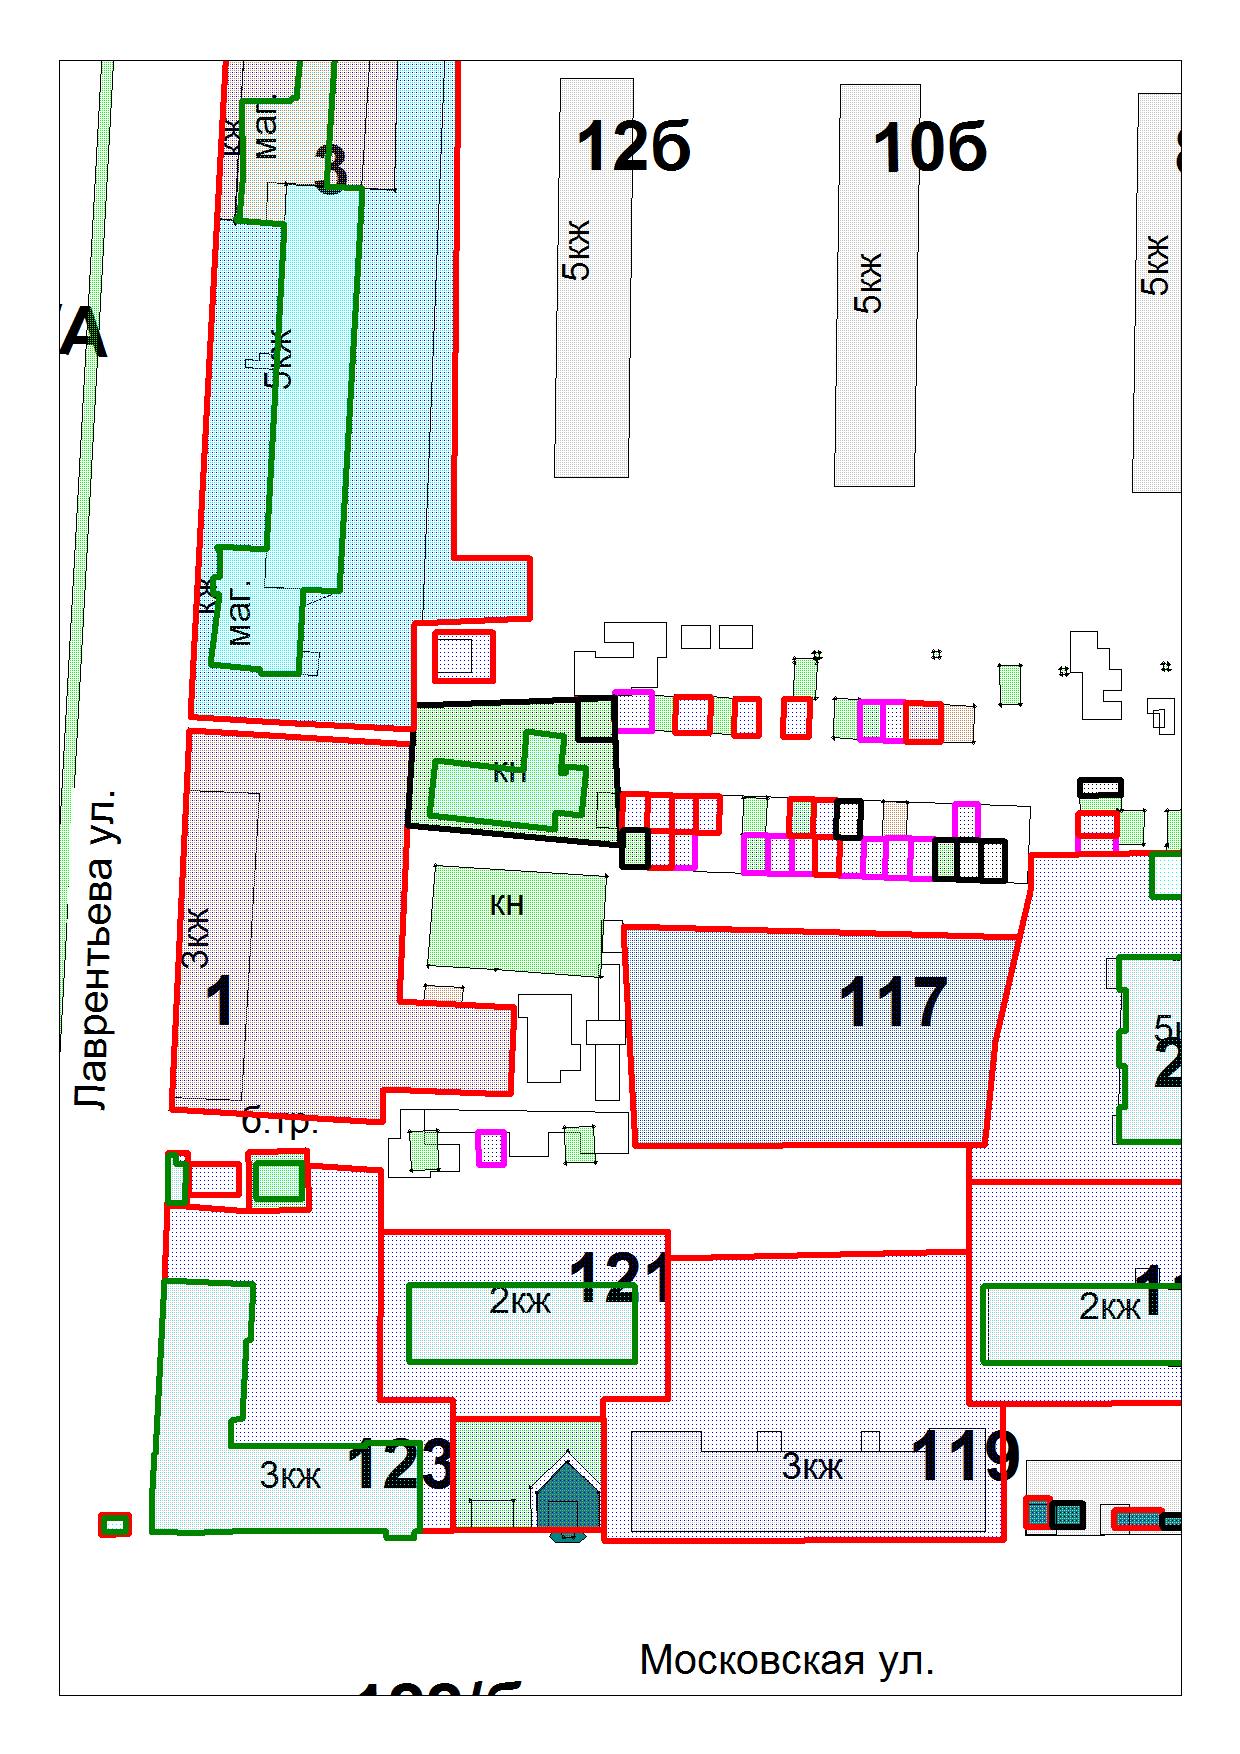 12б
10б
кж
маг.
3
5кж
5кж
5кж
/А
5кж
кж
маг.
кн
Лаврентьева ул.
3кж
кн
1
117
б.тр.
121
2кж
2кж
123
3кж
3кж
119
Московская ул.